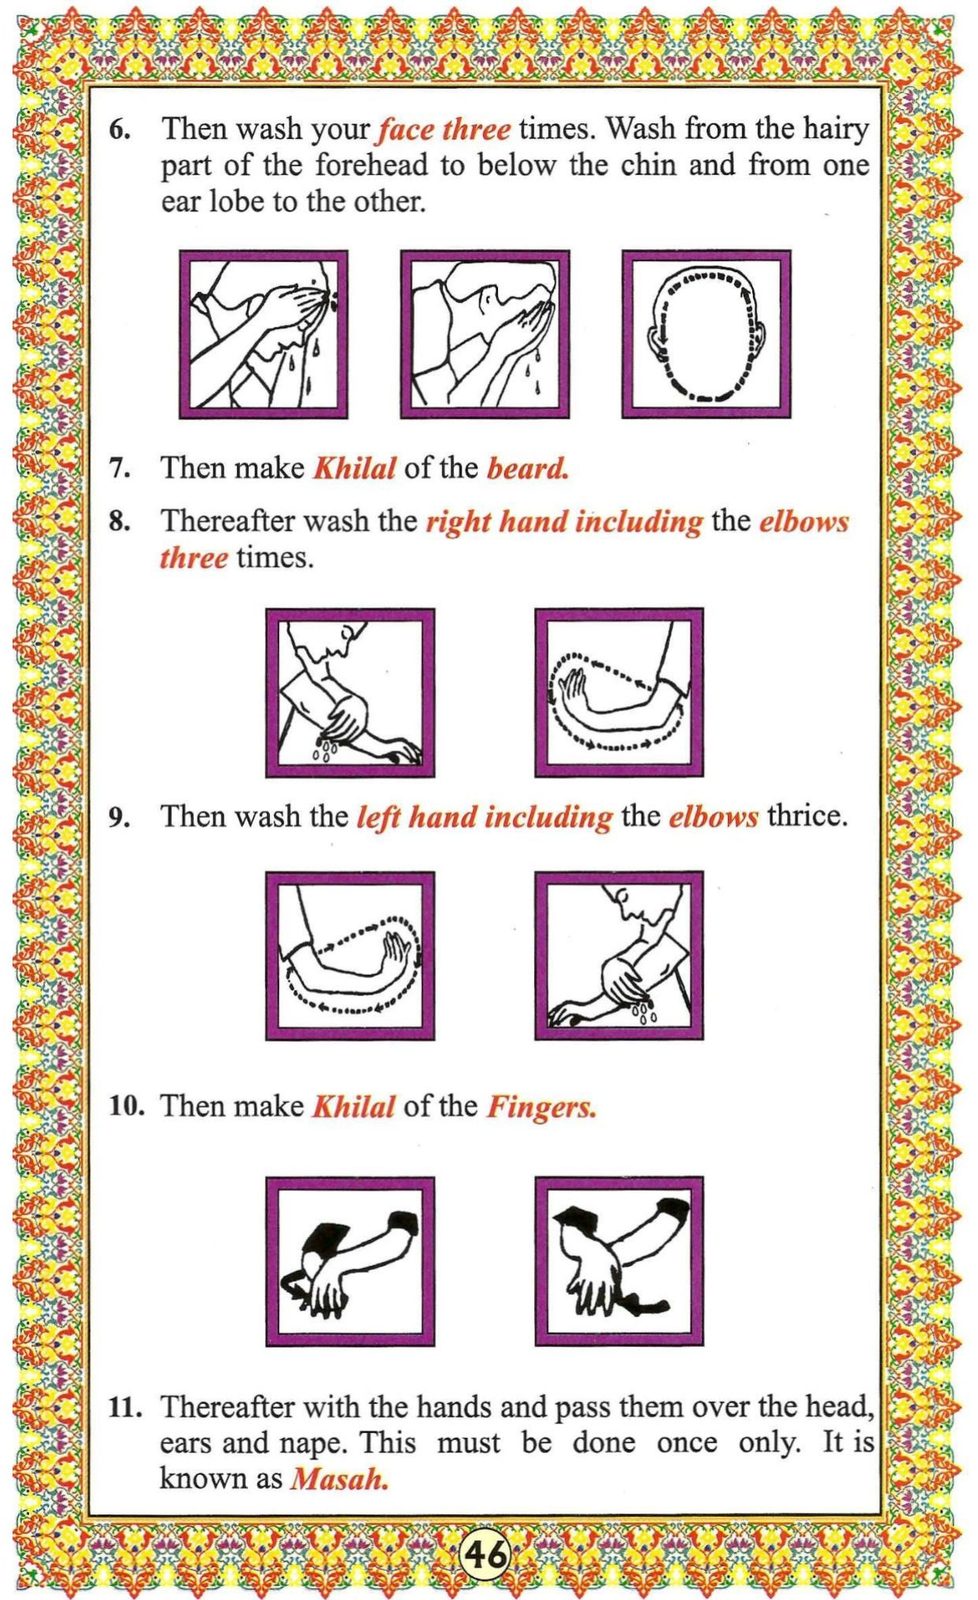 6. Then wash your face three times. Wash from the hairy
part of the forehead to below the chin and from one
ear lobe to the other.
7. Then make Khilal of the beard.
8. Thereafter wash the right hand including the elbows
three times.
9. Then wash the left hand including the elbows thrice.
10. Then make Khilal of the Fingers.
11. Thereafter with the hands and pass them over the head,
ears and nape. This must be done once only. It is
known as Masah.
46